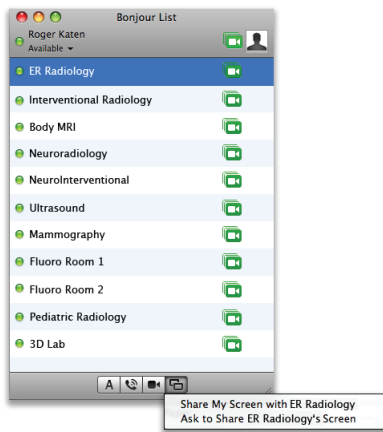 Bonjour List
Roger Katen
Available
ER Radiology
Interventional Radiology
Body MRI
Neuroradiology
NeuroInterventional
Ultrasound
Mammography
Fluoro Room 1
Fluoro Room 2
Pediatric Radiology
3D Lab
A
Share My Screen with ER Radiology
Ask to Share ER Radiology's Screen